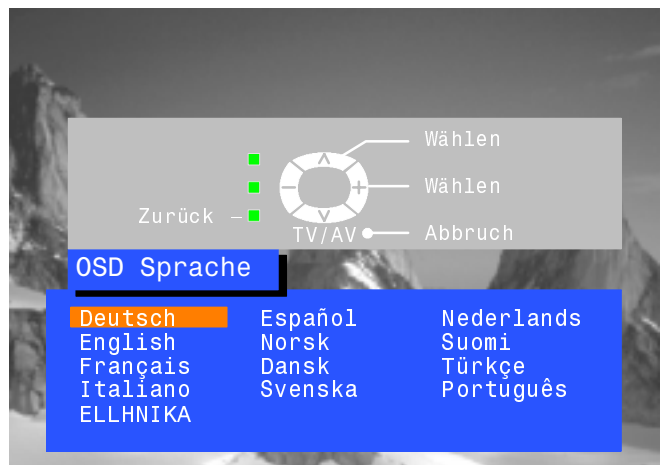 Wählen
Wählen
Zurück –
TV/AV
Abbruch
OSD Sprache
Deutsch Español Nederlands
English Norsk Suomi
Français Dansk Türkçe
Italiano Svenska Português
ELLHNIKA